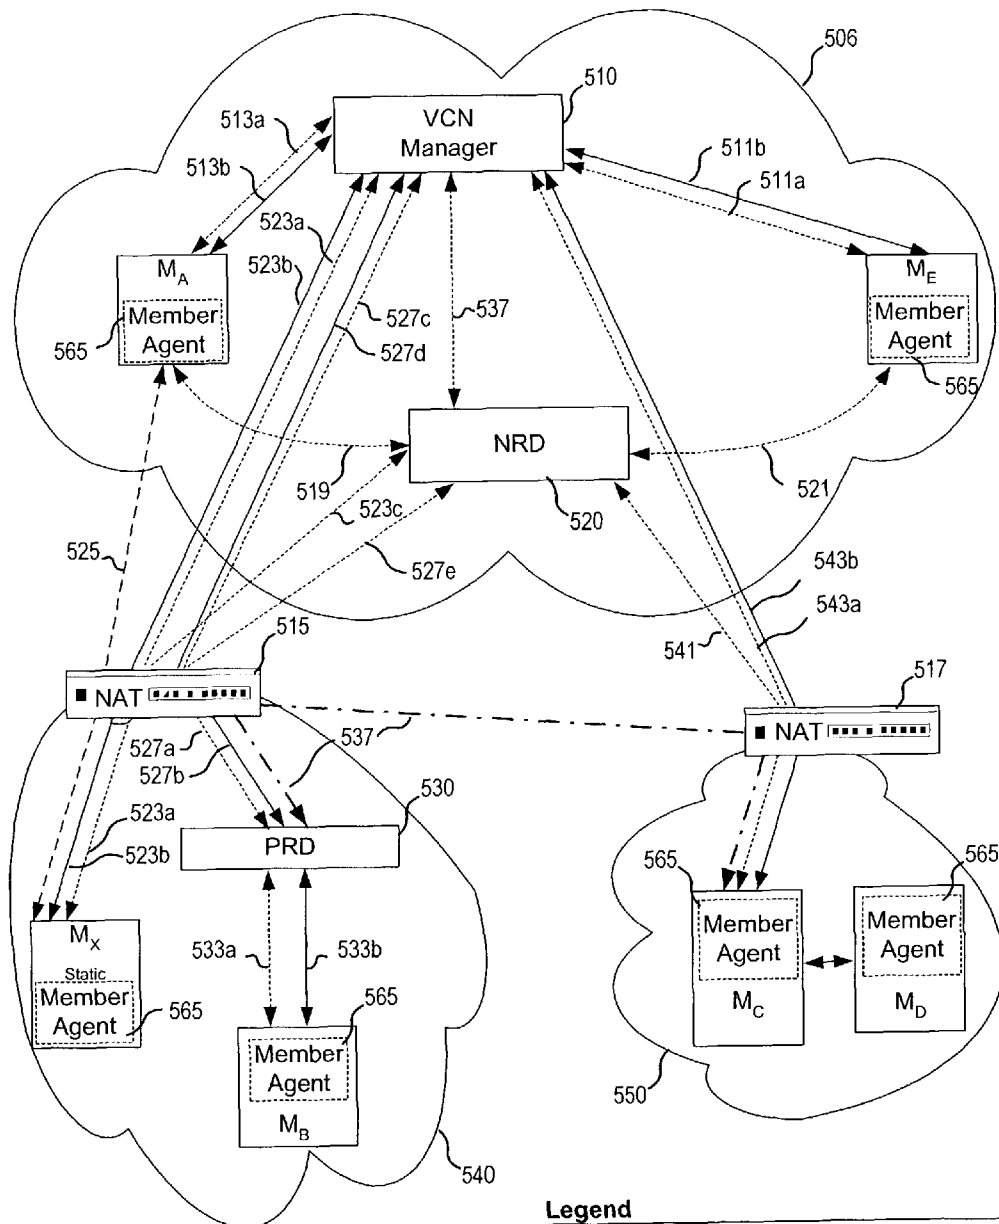 506
510
VCN
Manager
513a
513b
511b
511a
523a
523b
M_A
Member
Agent
565
M_E
Member
Agent
565
527c
527d
537
NRD
519
523c
520
521
525
527e
543b
543a
541
515
NAT
517
NAT
537
527a
527b
530
PRD
523a
523b
565
565
Member
Agent
M_C
Member
Agent
M_D
M_X
Static
Member
Agent
565
533a
533b
565
Member
Agent
M_B
550
540
Legend